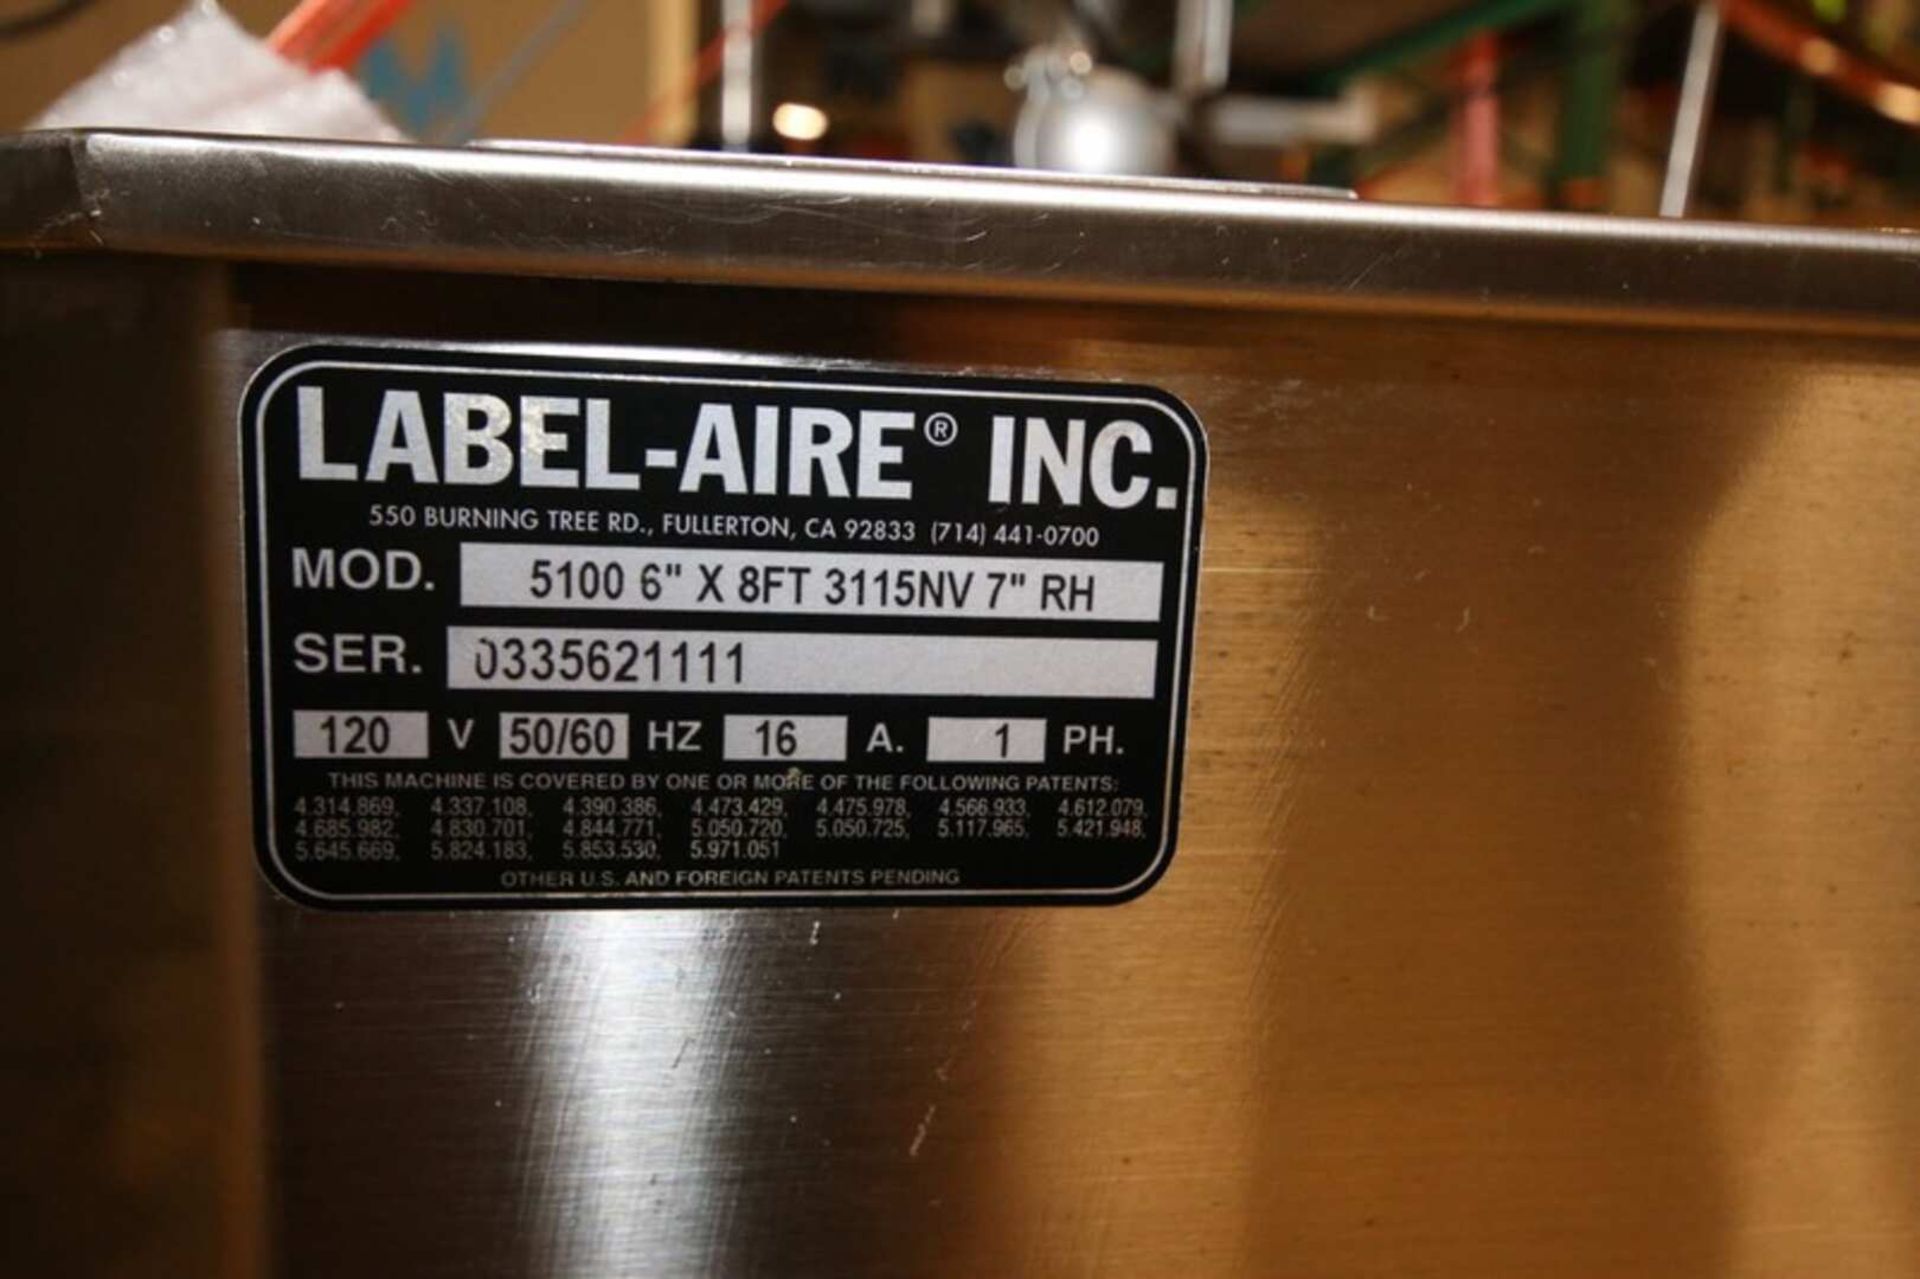 LABEL-AIRE® INC.
550 BURNING TREE RD., FULLERTON, CA 92833 (714) 441-0700
MOD. 5100 6" X 8FT 3115NV 7" RH
SER. 0335621111
120 V 50/60 HZ 16 A. 1 PH.
THIS MACHINE IS COVERED BY ONE OR MORE OF THE FOLLOWING PATENTS:
4.314.869, 4.337.108, 4.390.386, 4.473.429, 4.475.978, 4.566.933, 4.612.079,
4.685.982, 4.830.701, 4.844.771, 5.050.720, 5.050.725, 5.117.965, 5.421.948,
5.645.669, 5.824.183, 5.853.530, 5.971.051
OTHER U.S. AND FOREIGN PATENTS PENDING